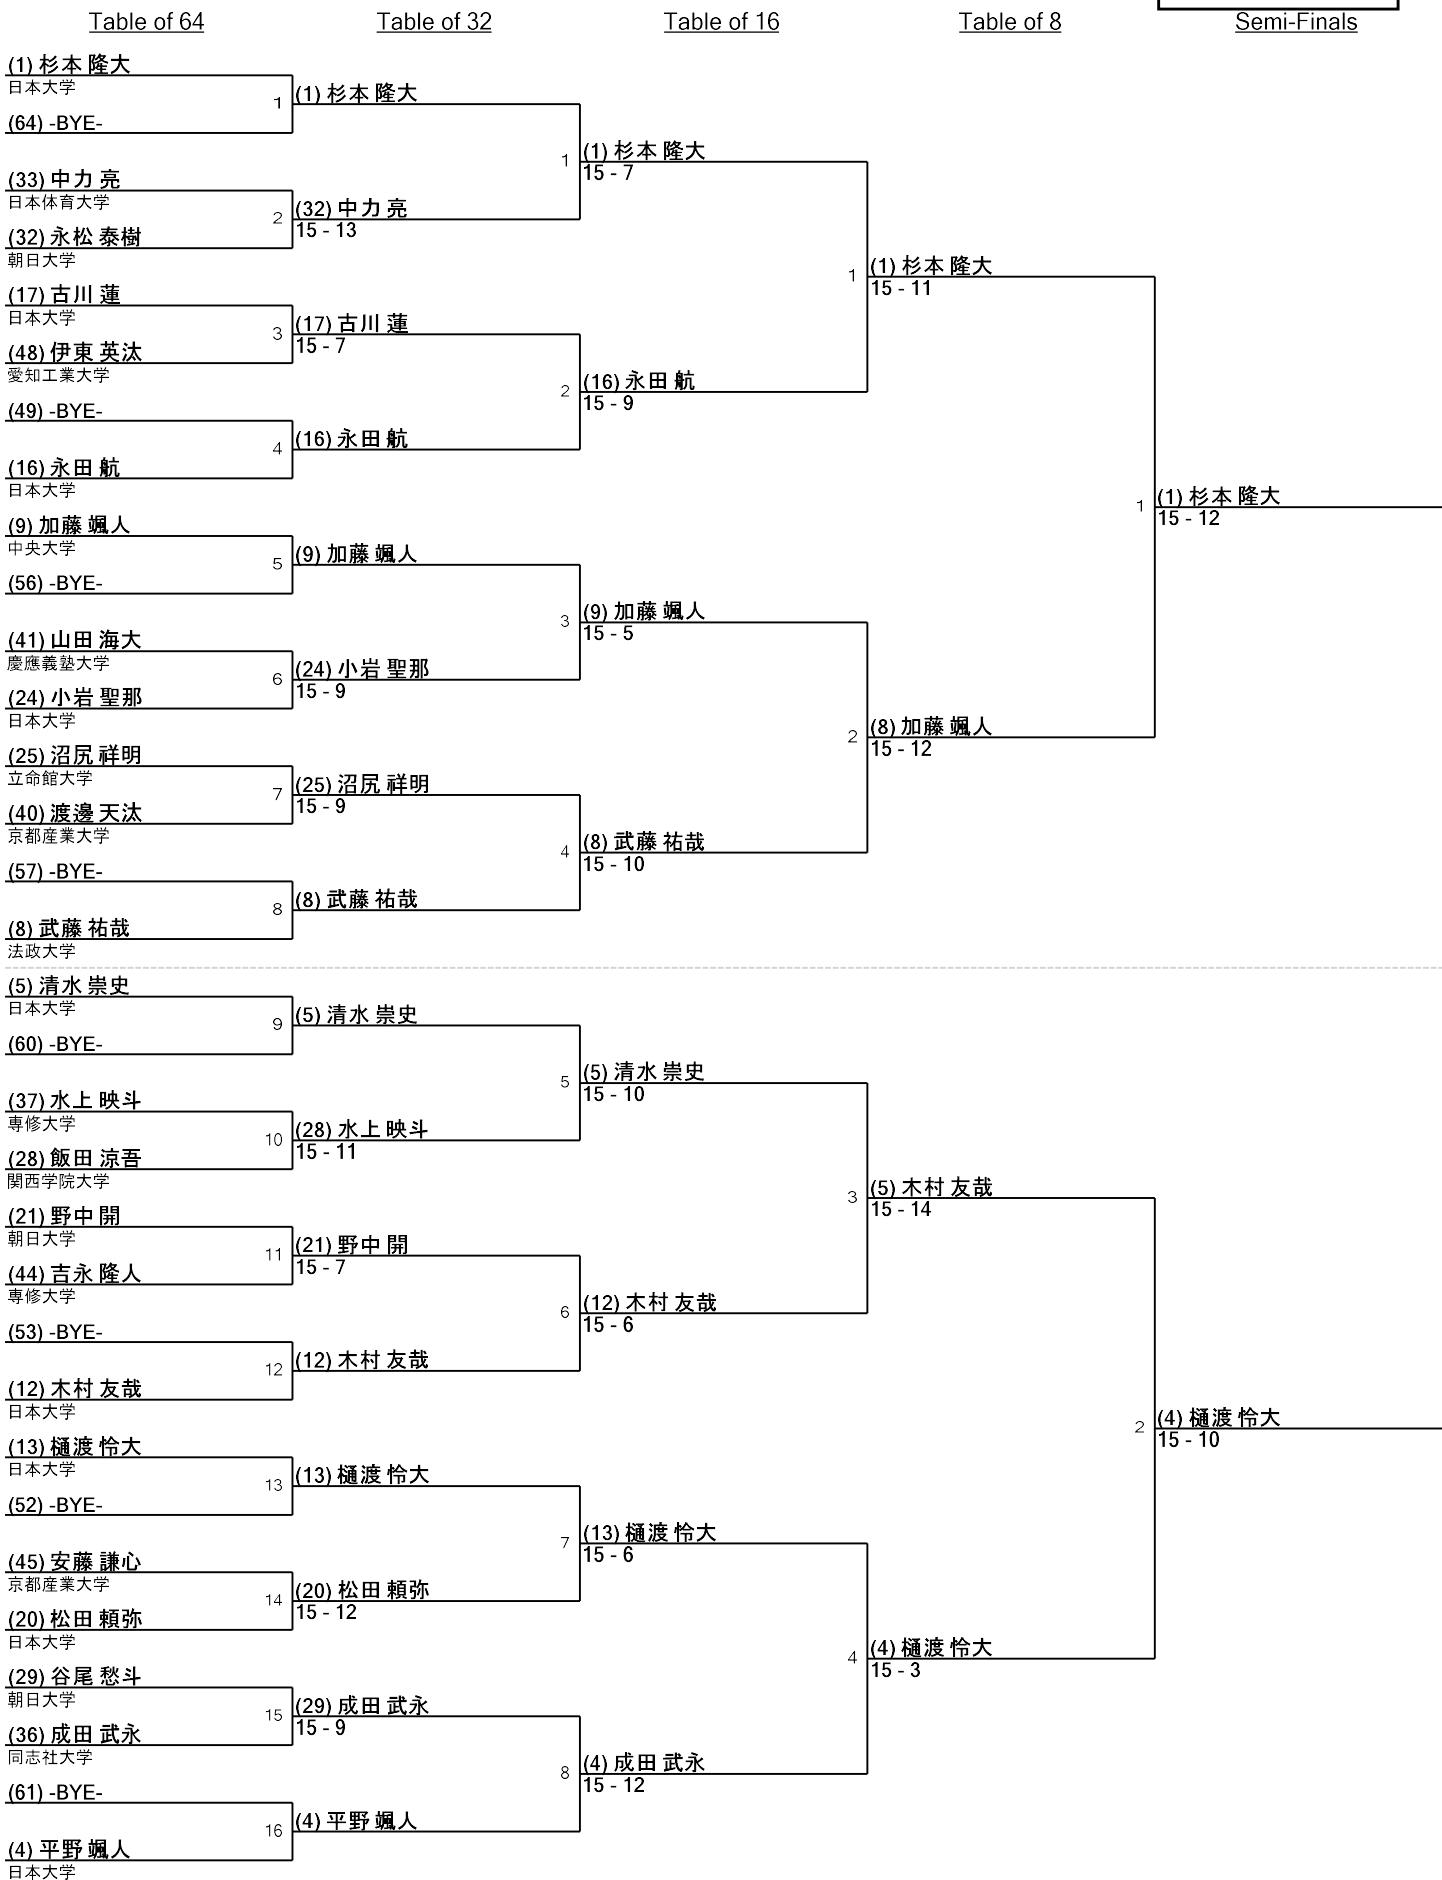 Table of 64
Table of 32
Table of 16
Table of 8
Semi-Finals
(1) 杉本 隆大
日本大学
(64) -BYE-
(33) 中力 亮
日本体育大学
(32) 永松 泰樹
朝日大学
(17) 古川 蓮
日本大学
(48) 伊東 英汰
愛知工業大学
(49) -BYE-
(16) 永田 航
日本大学
(9) 加藤 颯人
中央大学
(56) -BYE-
(41) 山田 海大
慶應義塾大学
(24) 小岩 聖那
日本大学
(25) 沼尻 祥明
立命館大学
(40) 渡邊 天汰
京都産業大学
(57) -BYE-
(8) 武藤 祐哉
法政大学
(5) 清水 崇史
日本大学
(60) -BYE-
(37) 水上 映斗
専修大学
(28) 飯田 涼吾
関西学院大学
(21) 野中 開
朝日大学
(44) 吉永 隆人
専修大学
(53) -BYE-
(12) 木村 友哉
日本大学
(13) 樋渡 怜大
日本大学
(52) -BYE-
(45) 安藤 謙心
京都産業大学
(20) 松田 頼弥
日本大学
(29) 谷尾 愁斗
朝日大学
(36) 成田 武永
同志社大学
(61) -BYE-
(4) 平野 颯人
日本大学
1
(1) 杉本 隆大
2
(32) 中力 亮
15 - 13
3
(17) 古川 蓮
15 - 7
4
(16) 永田 航
5
(9) 加藤 颯人
6
(24) 小岩 聖那
15 - 9
7
(25) 沼尻 祥明
15 - 9
8
(8) 武藤 祐哉
9
(5) 清水 崇史
10
(28) 水上 映斗
15 - 11
11
(21) 野中 開
15 - 7
12
(12) 木村 友哉
13
(13) 樋渡 怜大
14
(20) 松田 頼弥
15 - 12
15
(29) 成田 武永
15 - 9
16
(4) 平野 颯人
1
(1) 杉本 隆大
15 - 7
2
(16) 永田 航
15 - 9
3
(9) 加藤 颯人
15 - 5
4
(8) 武藤 祐哉
15 - 10
5
(5) 清水 崇史
15 - 10
6
(12) 木村 友哉
15 - 6
7
(13) 樋渡 怜大
15 - 6
8
(4) 成田 武永
15 - 12
1
(1) 杉本 隆大
15 - 11
2
(8) 加藤 颯人
15 - 12
3
(5) 木村 友哉
15 - 14
4
(4) 樋渡 怜大
15 - 3
1
(1) 杉本 隆大
15 - 12
2
(4) 樋渡 怜大
15 - 10